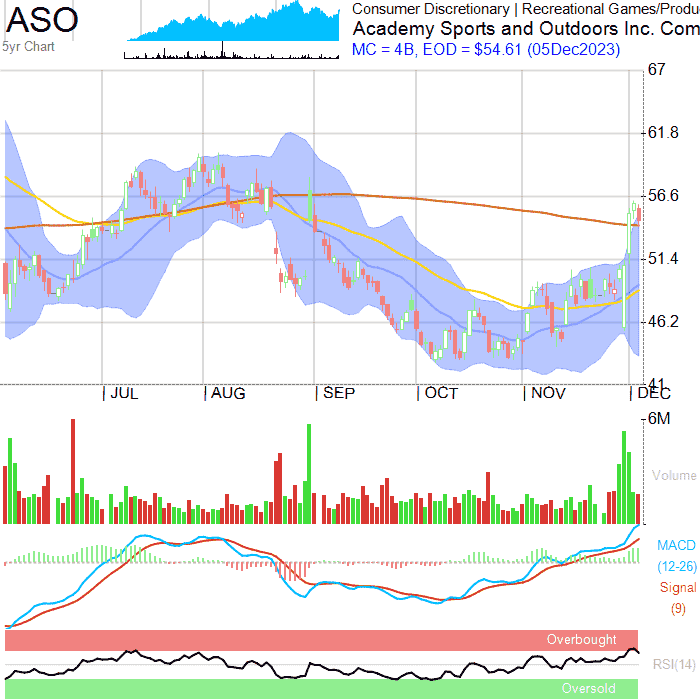 ASO
5yr Chart
Consumer Discretionary | Recreational Games/Produ
Academy Sports and Outdoors Inc. Com
MC = 4B, EOD = $54.61 (05Dec2023)
67
61.8
56.6
51.4
46.2
41
JUL AUG SEP OCT NOV DEC
6M
Volume
MACD
(12-26)
Signal
(9)
Overbought
RSI(14)
Oversold